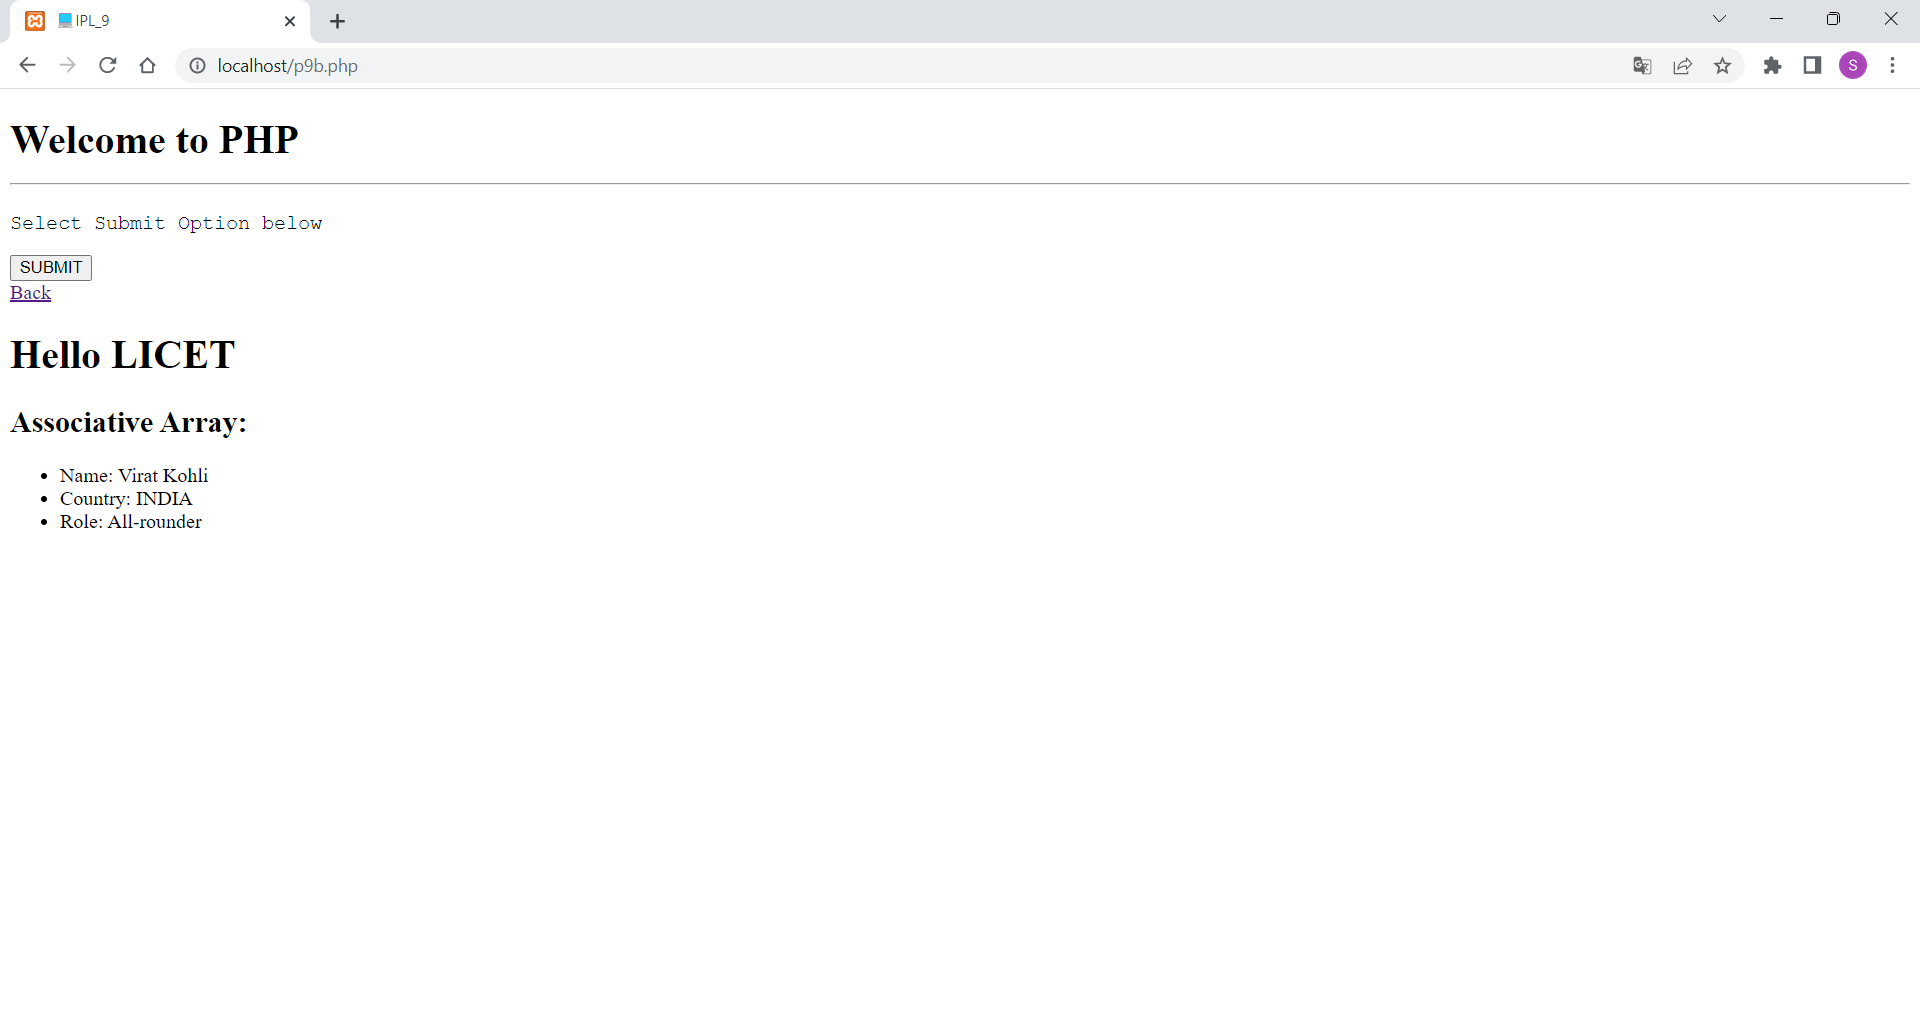 IPL_9
localhost/p9b.php
S
Welcome to PHP
Select Submit Option below
SUBMIT
Back
Hello LICET
Associative Array:
Name: Virat Kohli
Country: INDIA
Role: All-rounder